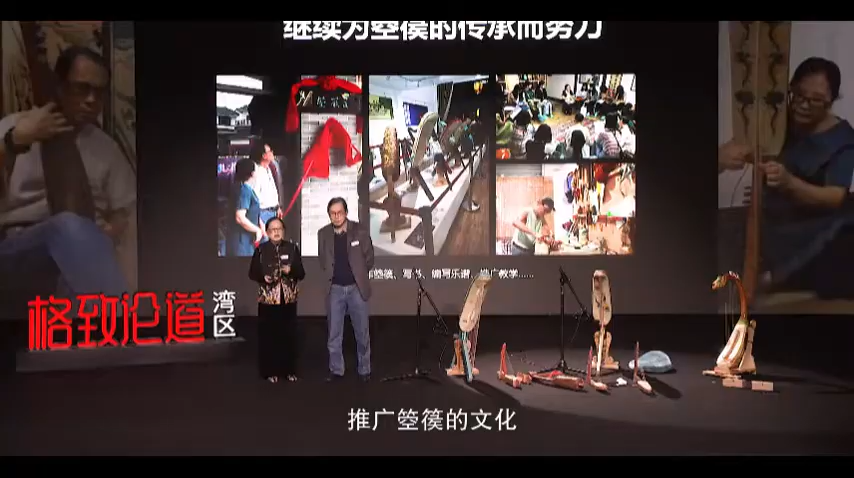 继续为箜篌的传承而努力
箜篌、写书、编写乐谱、推广教学......
格致论道
湾区
推广箜篌的文化